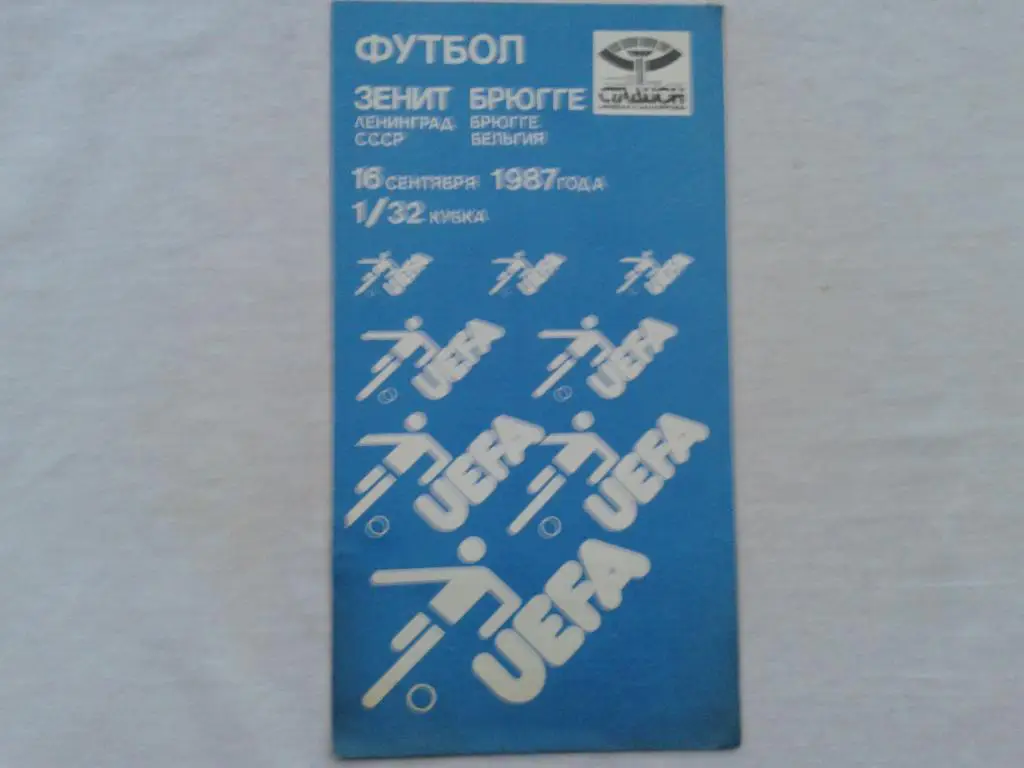 ФУТБОЛ
СТАДИОН
ЗЕНИТ БРЮГГЕ
ЛЕНИНГРАД БРЮГГЕ
СССР БЕЛЬГИЯ
16 СЕНТЯБРЯ 1987 ГОДА
1/32 КУБКА
UEFA UEFA UEFA
UEFA UEFA
UEFA UEFA
UEFA